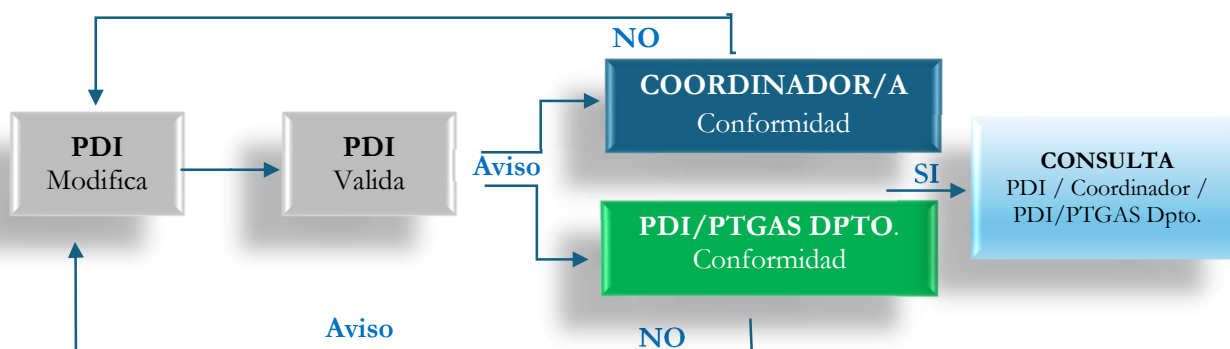 NO
PDI
Modifica
PDI
Valida
Aviso
COORDINADOR/A
Conformidad
PDI/PTGAS DPTO.
Conformidad
SI
CONSULTA
PDI / Coordinador /
PDI/PTGAS Dpto.
Aviso
NO